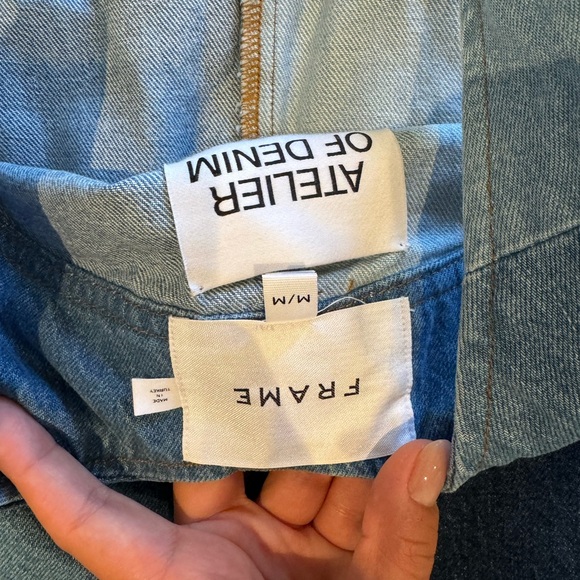 FRAME
MADE
IN
TURKEY
M/M
ATELIER
OF DENIM